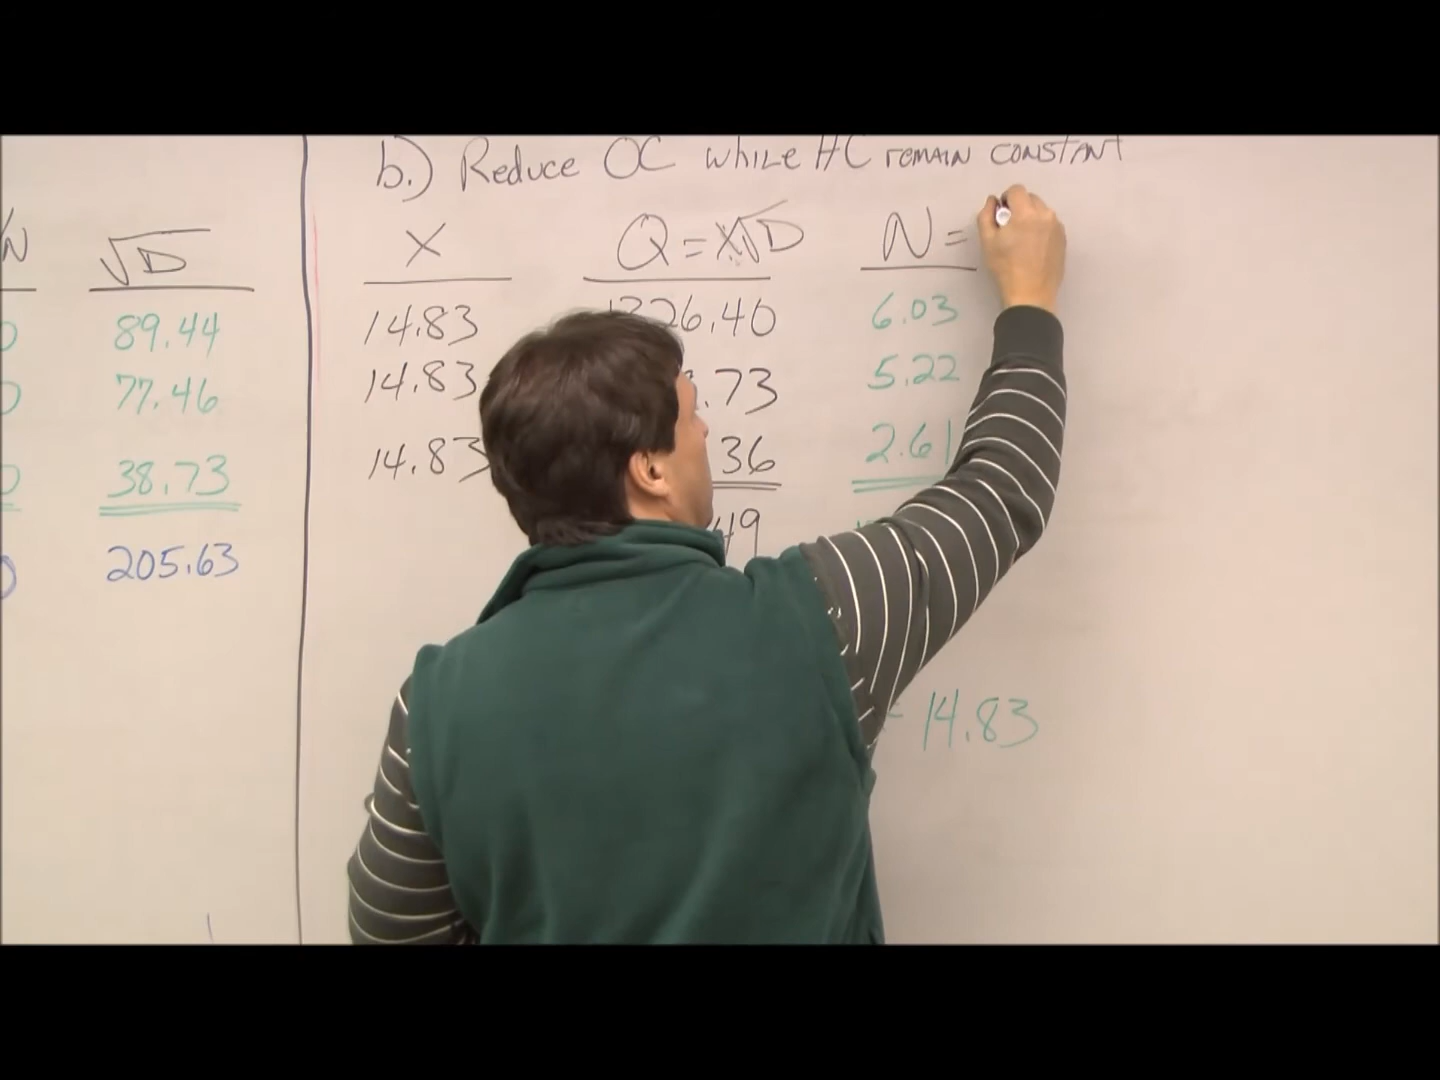 b.) Reduce OC while HC remain constant
N √D X Q = X√D N =
89.44 14.83 1326.40 6.03
77.46 14.83 .73 5.22
38.73 14.83 36 2.61
205.63 49
= 14.83